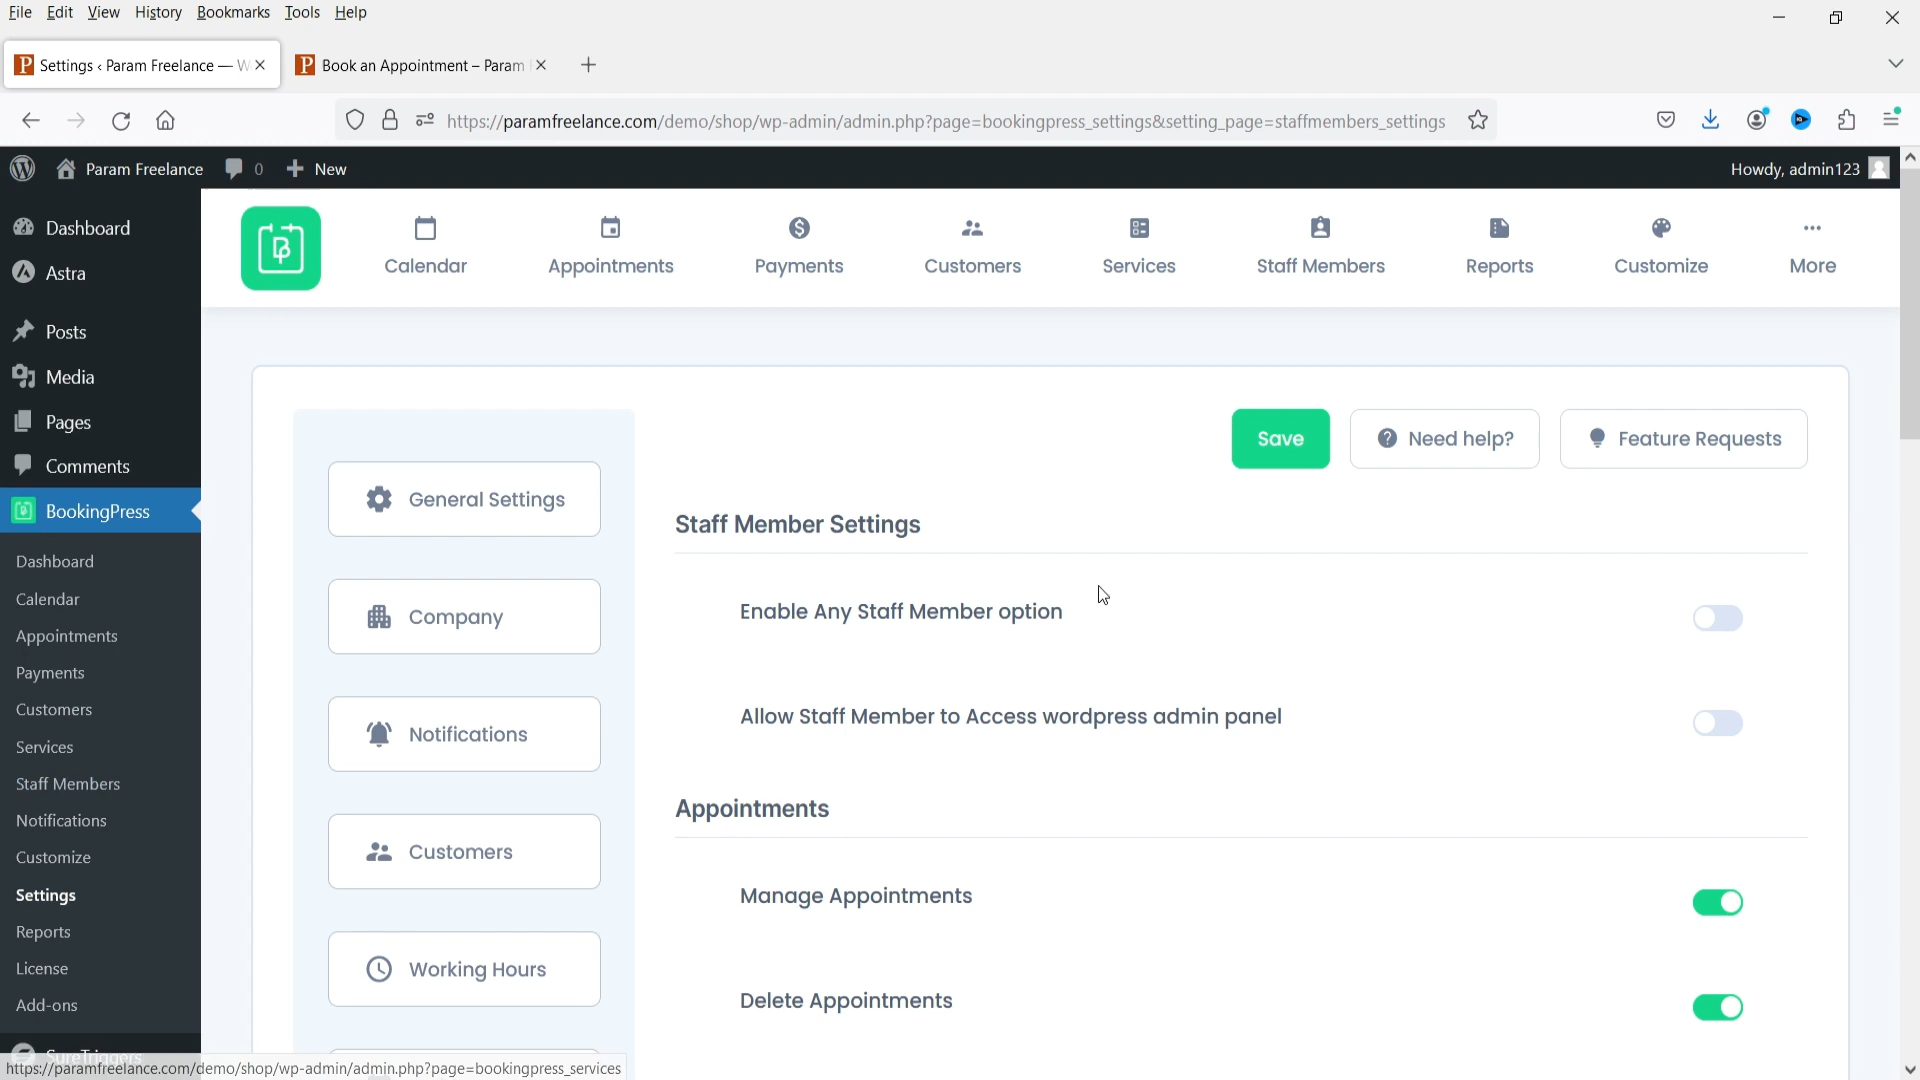 File Edit View History Bookmarks Tools Help
Settings ‹ Param Freelance — W
Book an Appointment – Param
https://paramfreelance.com/demo/shop/wp-admin/admin.php?page=bookingpress_settings&setting_page=staffmembers_settings
Param Freelance 0 New Howdy, admin123
Dashboard
Astra
Posts
Media
Pages
Comments
BookingPress
Dashboard
Calendar
Appointments
Payments
Customers
Services
Staff Members
Notifications
Customize
Settings
Reports
License
Add-ons
SureTriggers
https://paramfreelance.com/demo/shop/wp-admin/admin.php?page=bookingpress_services
Calendar Appointments Payments Customers Services Staff Members Reports Customize More
General Settings
Company
Notifications
Customers
Working Hours
Save Need help? Feature Requests
Staff Member Settings
Enable Any Staff Member option
Allow Staff Member to Access wordpress admin panel
Appointments
Manage Appointments
Delete Appointments